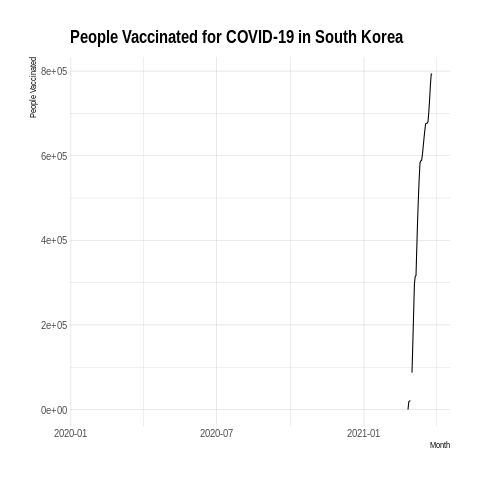 People Vaccinated for COVID-19 in South Korea
People Vaccinated
8e+05
6e+05
4e+05
2e+05
0e+00
2020-01 2020-07 2021-01
Month